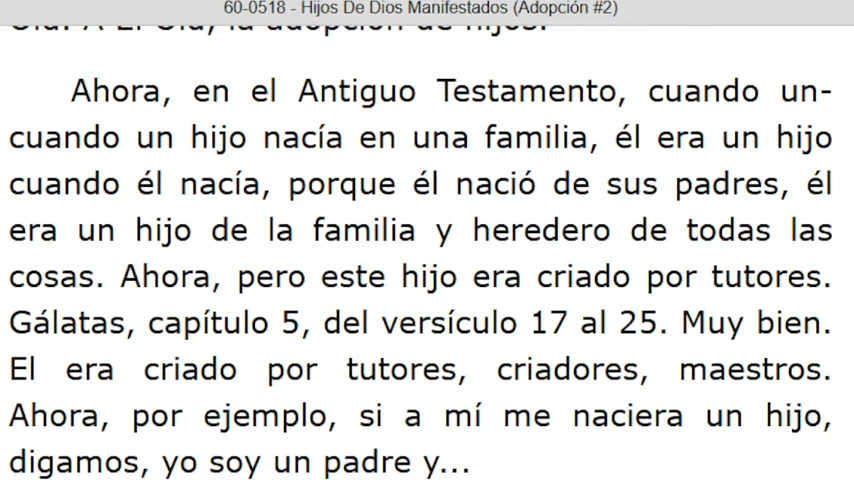 60-0518 - Hijos De Dios Manifestados (Adopción #2)
la adopción de hijos.
Ahora, en el Antiguo Testamento, cuando un-
cuando un hijo nacía en una familia, él era un hijo
cuando él nacía, porque él nació de sus padres, él
era un hijo de la familia y heredero de todas las
cosas. Ahora, pero este hijo era criado por tutores.
Gálatas, capítulo 5, del versículo 17 al 25. Muy bien.
El era criado por tutores, criadores, maestros.
Ahora, por ejemplo, si a mí me naciera un hijo,
digamos, yo soy un padre y...